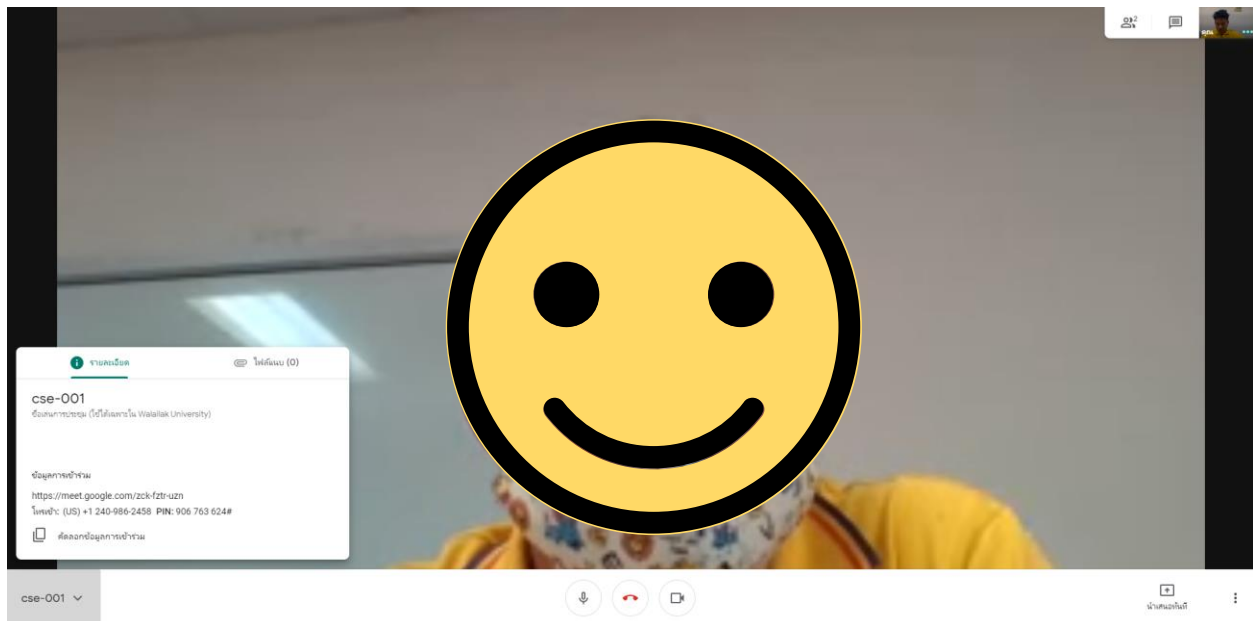 2
คุณ
รายละเอียด
ไฟล์แนบ (0)
cse-001
ชื่อเล่นการประชุม (ใช้ได้เฉพาะใน Walailak University)
ข้อมูลการเข้าร่วม
https://meet.google.com/zck-fztr-uzn
โทรเข้า: (US) +1 240-986-2458 PIN: 906 763 624#
คัดลอกข้อมูลการเข้าร่วม
cse-001
นำเสนอทันที